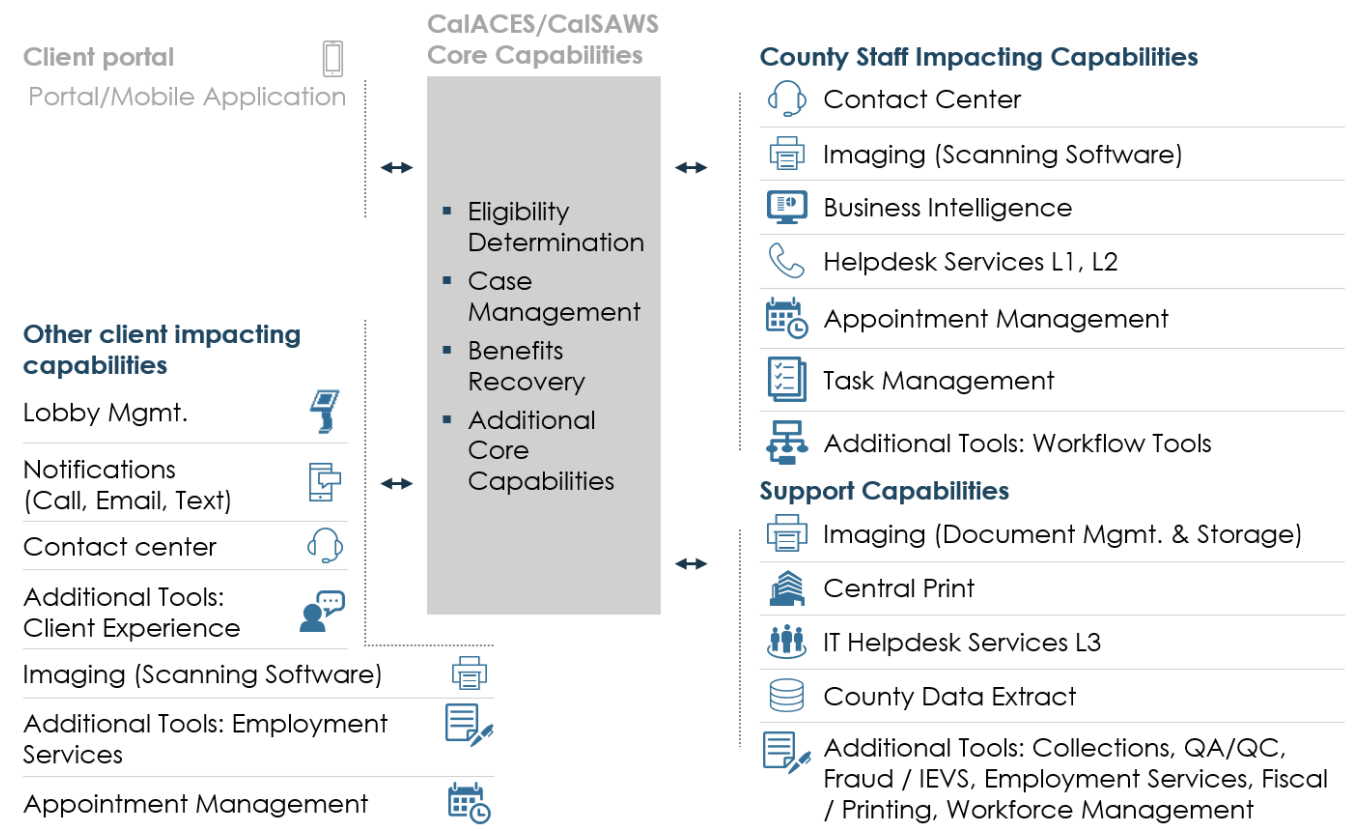 Client portal
Portal/Mobile Application
Other client impacting
capabilities
Lobby Mgmt.
Notifications
(Call, Email, Text)
Contact center
Additional Tools:
Client Experience
Imaging (Scanning Software)
Additional Tools: Employment
Services
Appointment Management
CalACES/CalSAWS
Core Capabilities
▪ Eligibility
Determination
▪ Case
Management
▪ Benefits
Recovery
▪ Additional
Core
Capabilities
County Staff Impacting Capabilities
Contact Center
Imaging (Scanning Software)
Business Intelligence
Helpdesk Services L1, L2
Appointment Management
Task Management
Additional Tools: Workflow Tools
Support Capabilities
Imaging (Document Mgmt. & Storage)
Central Print
IT Helpdesk Services L3
County Data Extract
Additional Tools: Collections, QA/QC,
Fraud / IEVS, Employment Services, Fiscal
/ Printing, Workforce Management